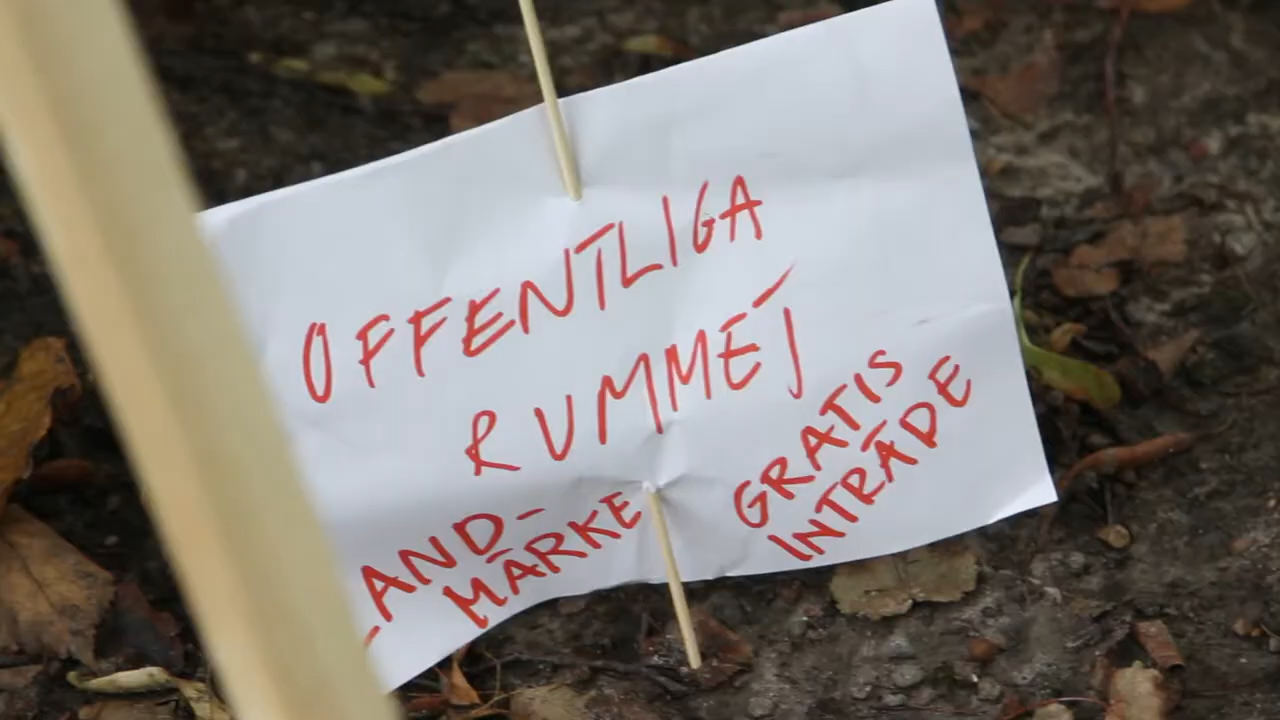 OFFENTLIGA
RUMMET
LAND-
MÄRKE
GRATIS
INTRÄDE